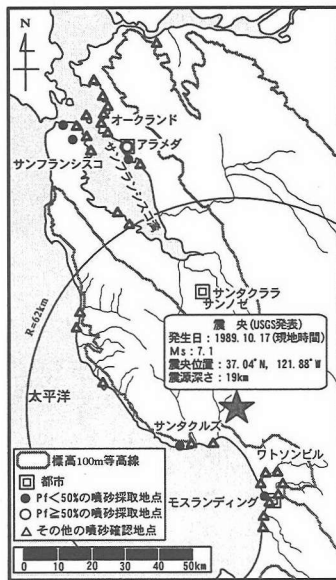 N
オークランド
アラメダ
サンフランシスコ
サンフランシスコ湾
R=62km
サンタクララ
サンノゼ
震 央 (USGS発表)
発生日:1989.10.17(現地時間)
Ms:7.1
震央位置:37.04°N, 121.88°W
震源深さ:19km
太平洋
サンタクルズ
ワトソンビル
モスランディング
標高100m等高線
都市
Pf<50%の噴砂採取地点
Pf≧50%の噴砂採取地点
その他の噴砂確認地点
0 10 20 30 40 50km